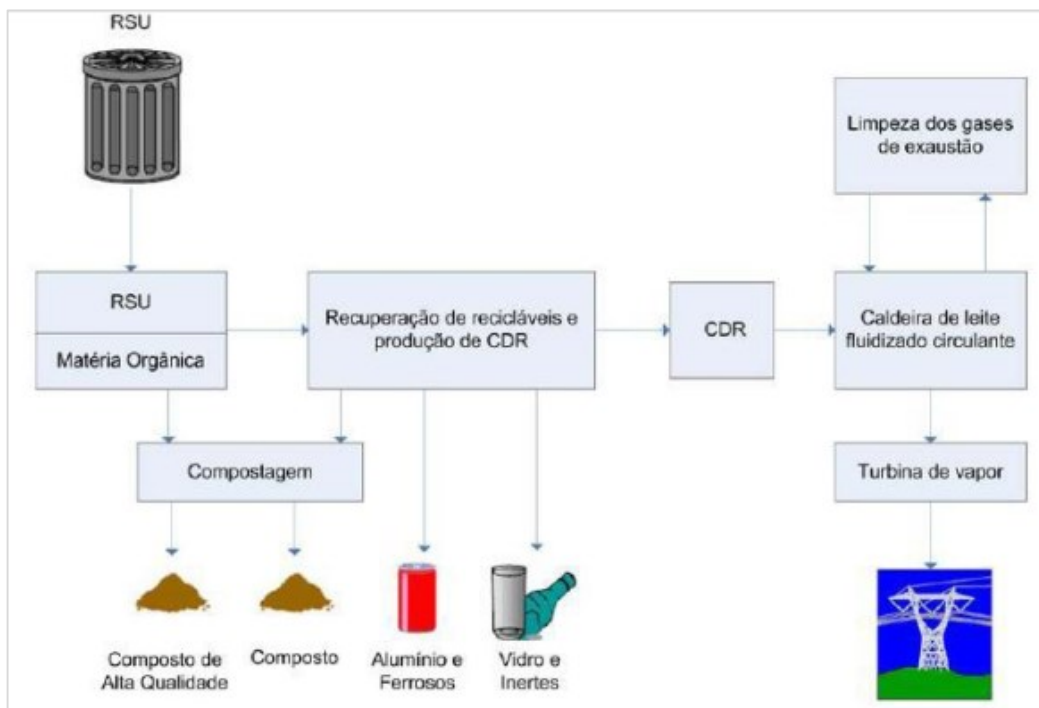 RSU
Limpeza dos gases
de exaustão
RSU
Matéria Orgânica
Recuperação de recicláveis e
produção de CDR
CDR
Caldeira de leite
fluidizado circulante
Compostagem
Turbina de vapor
Composto de
Alta Qualidade
Composto
Alumínio e
Ferrosos
Vidro e
Inertes